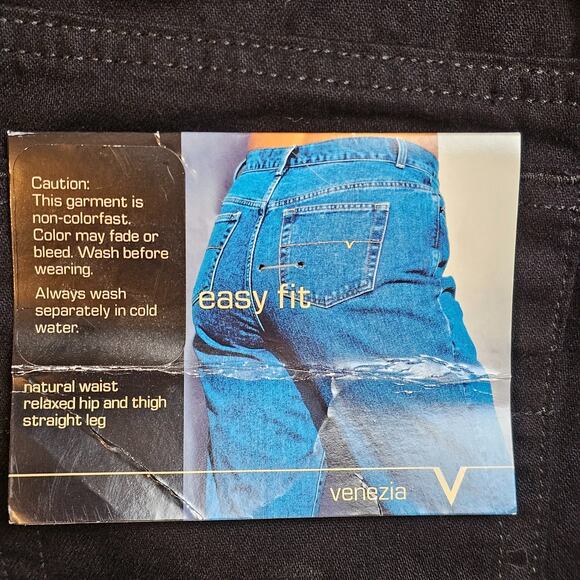 Caution:
This garment is
non-colorfast.
Color may fade or
bleed. Wash before
wearing.
Always wash
separately in cold
water.
natural waist
relaxed hip and thigh
straight leg
easy fit
venezia V